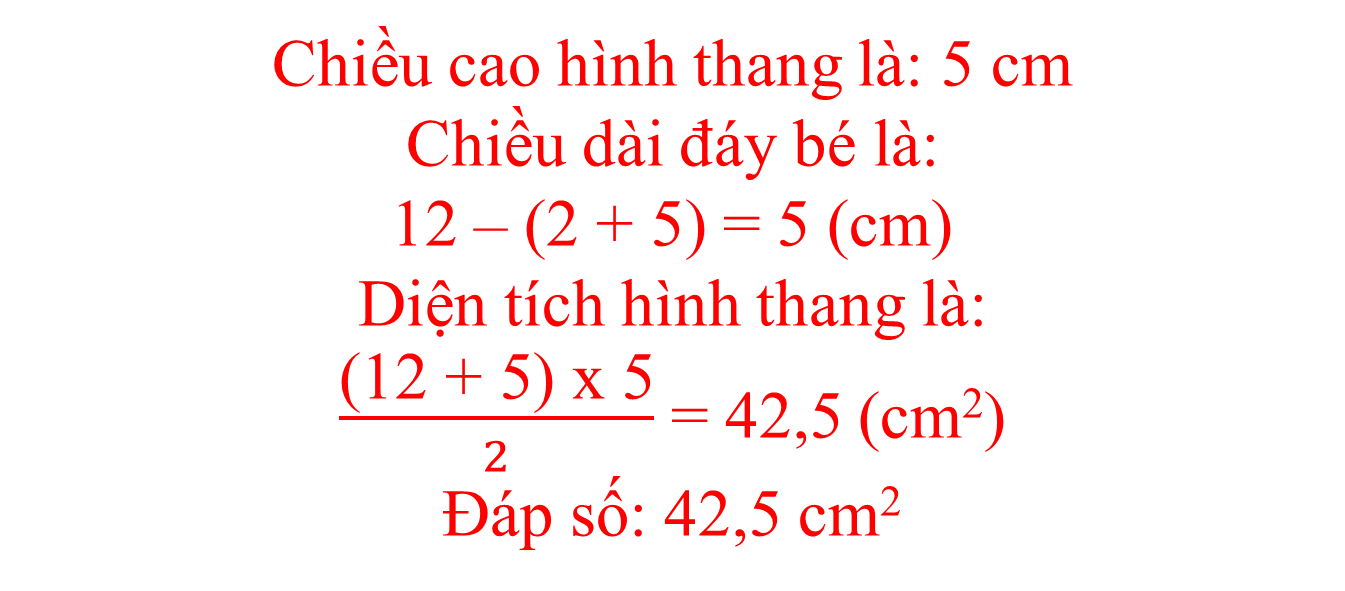 Chiều cao hình thang là: 5 cm
Chiều dài đáy bé là:
12 – (2 + 5) = 5 (cm)
Diện tích hình thang là:
(12 + 5) x 5
= 42,5 (cm²)
2
Đáp số: 42,5 cm²